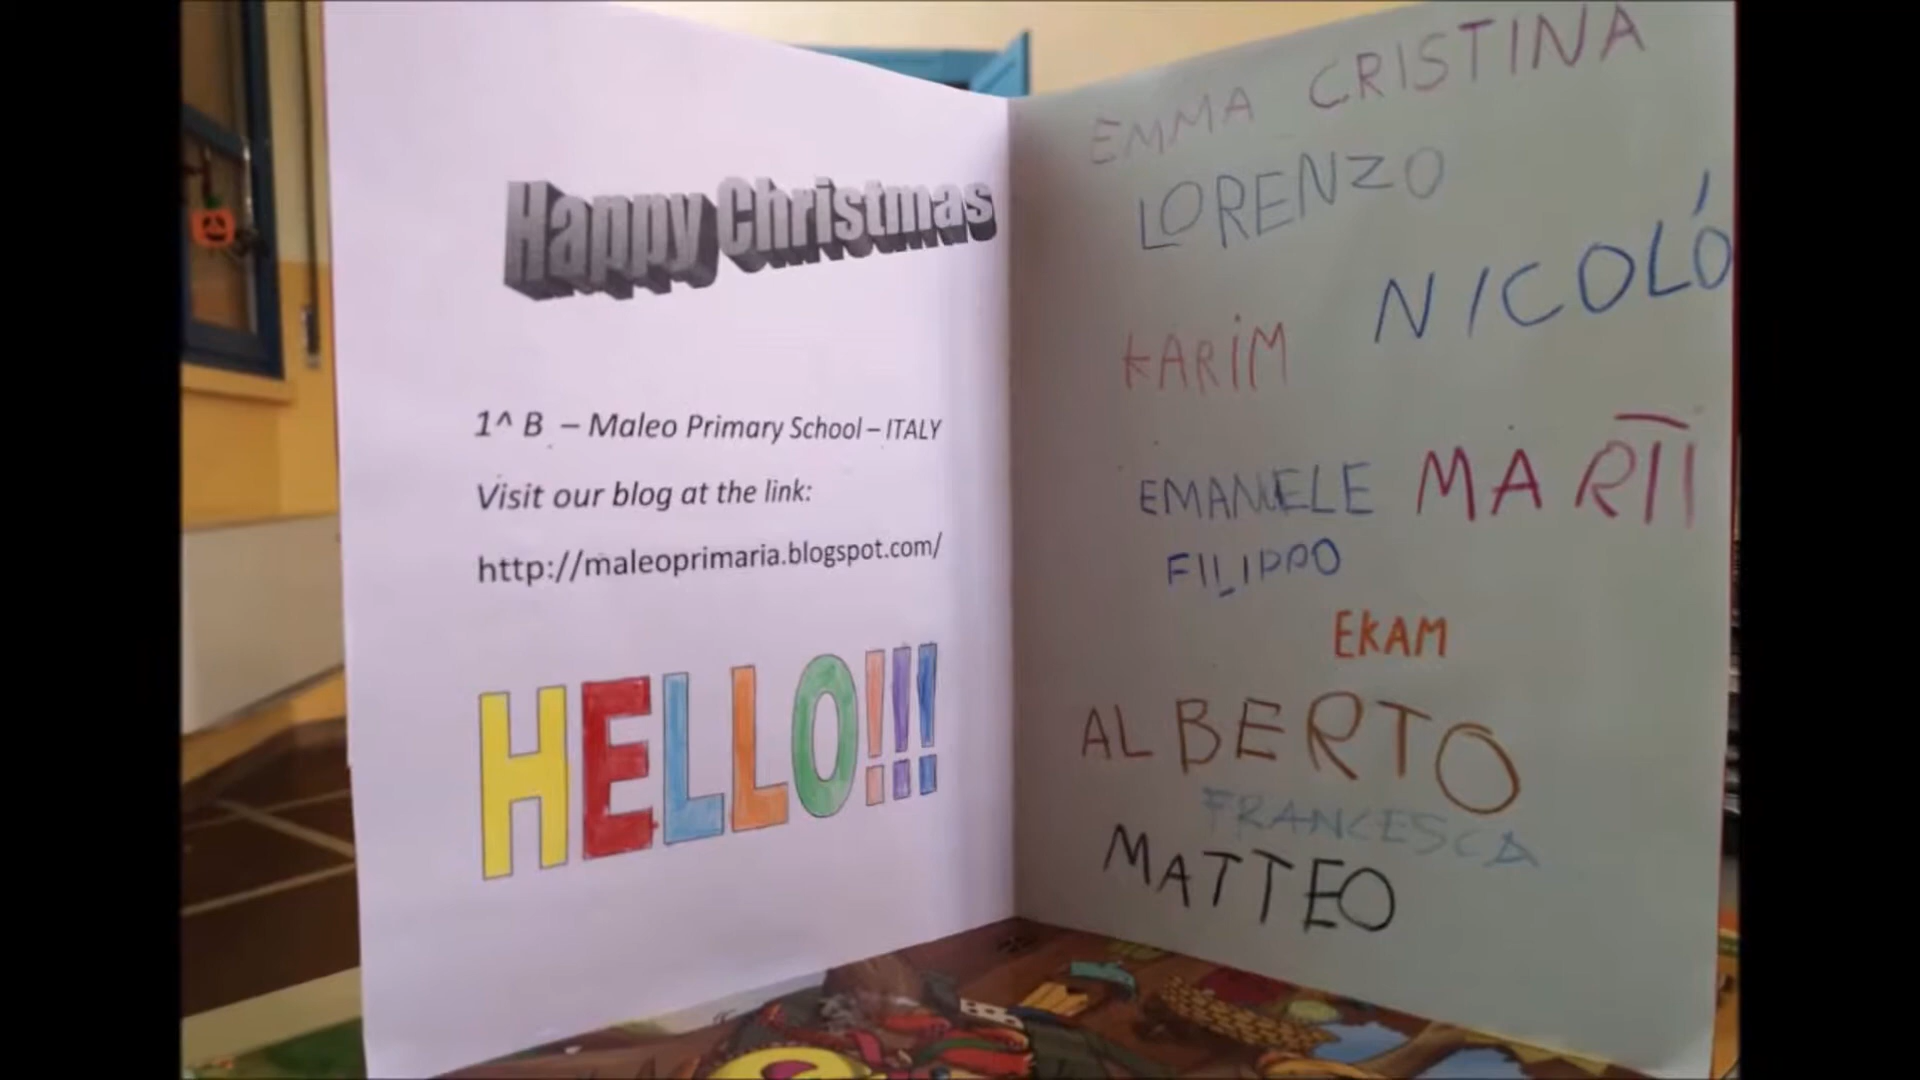 Happy Christmas
1^ B – Maleo Primary School – ITALY
Visit our blog at the link:
http://maleoprimaria.blogspot.com/
HELLO!!!
EMMA CRISTINA
LORENZO
NICOLÓ
KARIM
EMANUELE MARTI
FILIPPO
EKAM
ALBERTO
FRANCESCA
MATTEO